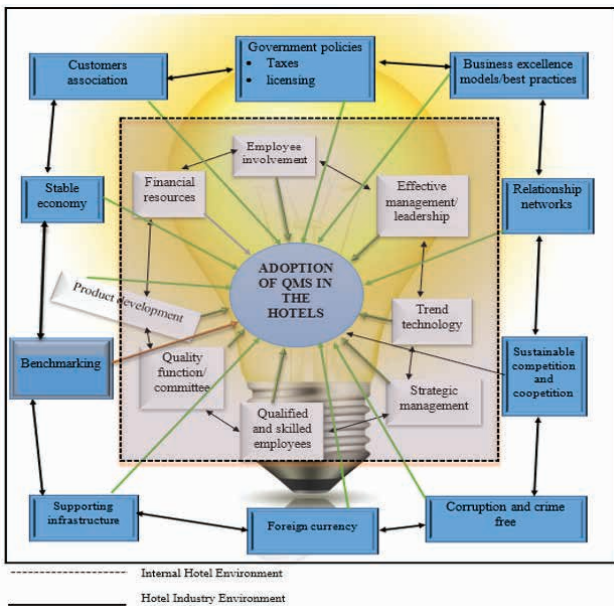 Customers
association
Government policies
• Taxes
• licensing
Business excellence
models/best practices
Employee
involvement
Financial
resources
Effective
management/
leadership
Stable
economy
Relationship
networks
ADOPTION
OF QMS IN
THE
HOTELS
Product development
Trend
technology
Benchmarking
Quality
function/
committee
Sustainable
competition
and
coopetition
Strategic
management
Qualified
and skilled
employees
Supporting
infrastructure
Foreign currency
Corruption and crime
free
Internal Hotel Environment
Hotel Industry Environment